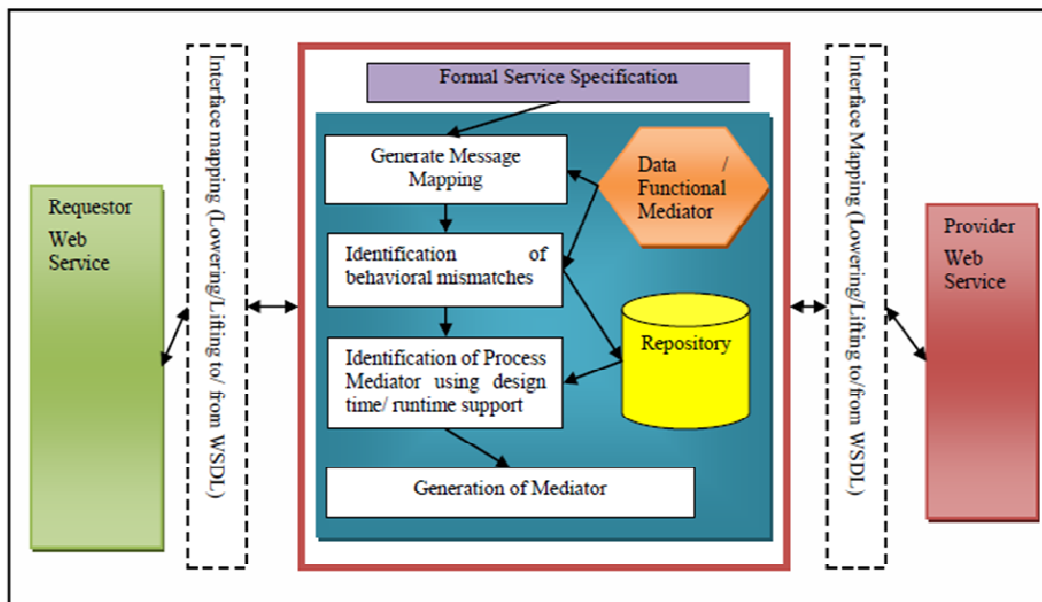 Requestor
Web
Service
Interface mapping (Lowering/Lifting to/ from WSDL)
Formal Service Specification
Generate Message
Mapping
Data /
Functional
Mediator
Identification of
behavioral mismatches
Repository
Identification of Process
Mediator using design
time/ runtime support
Generation of Mediator
Interface Mapping (Lowering/Lifting to/from WSDL)
Provider
Web
Service